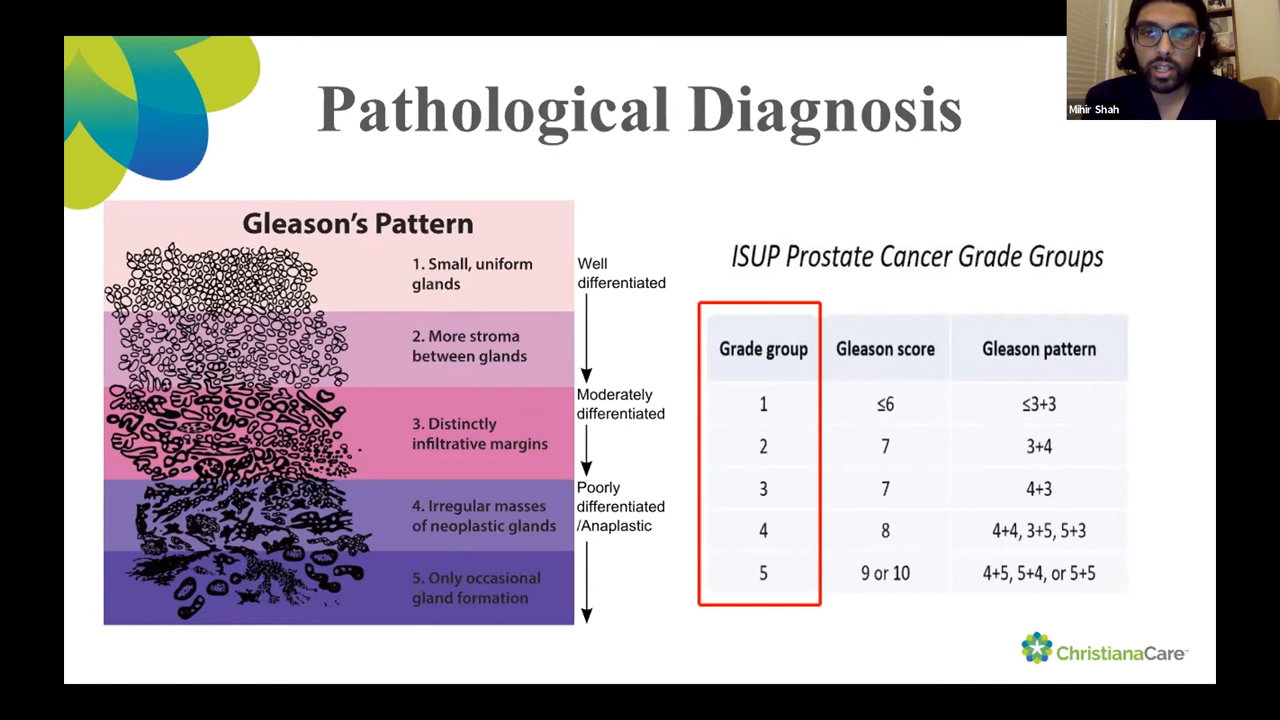 Mihir Shah
Pathological Diagnosis
Gleason's Pattern
1. Small, uniform
glands
2. More stroma
between glands
3. Distinctly
infiltrative margins
4. Irregular masses
of neoplastic glands
5. Only occasional
gland formation
Well
differentiated
Moderately
differentiated
Poorly
differentiated
/Anaplastic
ISUP Prostate Cancer Grade Groups
Grade group Gleason score Gleason pattern
1 ≤6 ≤3+3
2 7 3+4
3 7 4+3
4 8 4+4, 3+5, 5+3
5 9 or 10 4+5, 5+4, or 5+5
ChristianaCare™